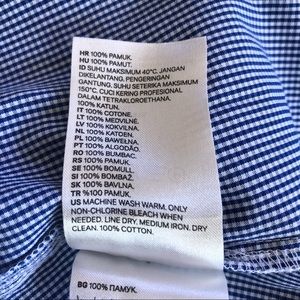 HR 100% PAMUK.
HU 100% PAMUT.
ID SUHU MAKSIMUM 40°C. JANGAN
DIKELANTANG. PENGERINGAN
GANTUNG. SUHU SETERIKA MAKSIMAL
150°C. CUCI KERING PROFESIONAL
DALAM TETRAKLOROETHANA.
100% KATUN.
IT 100% COTONE.
LT 100% MEDVILNĖ.
LV 100% KOKVILNA.
NL 100% KATOEN.
PL 100% BAWEŁNA.
PT 100% ALGODÃO.
RO 100% BUMBAC.
RS 100% PAMUK.
SE 100% BOMULL.
SI 100% BOMBAŽ.
SK 100% BAVLNA.
TR %100 PAMUK.
US MACHINE WASH WARM. ONLY
NON-CHLORINE BLEACH WHEN
NEEDED. LINE DRY. MEDIUM IRON. DRY
CLEAN. 100% COTTON.
BG 100% ПАМУК.